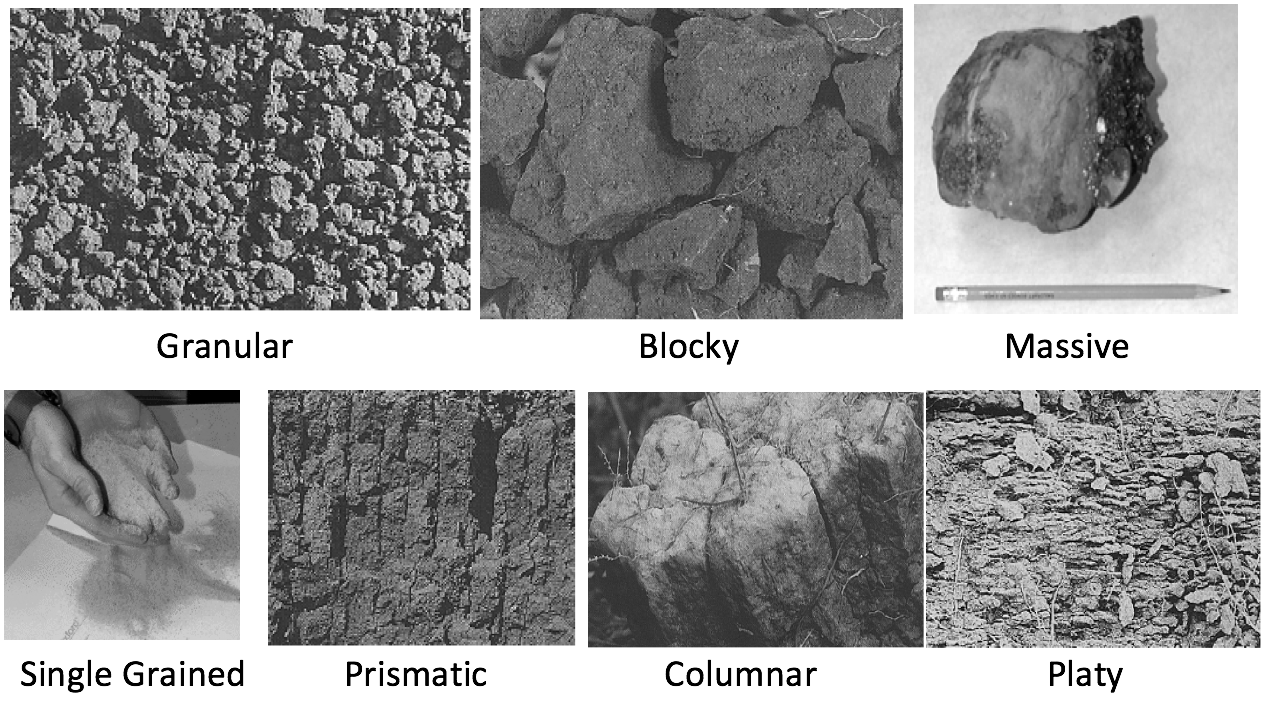 Granular
Blocky
Massive
Single Grained
Prismatic
Columnar
Platy